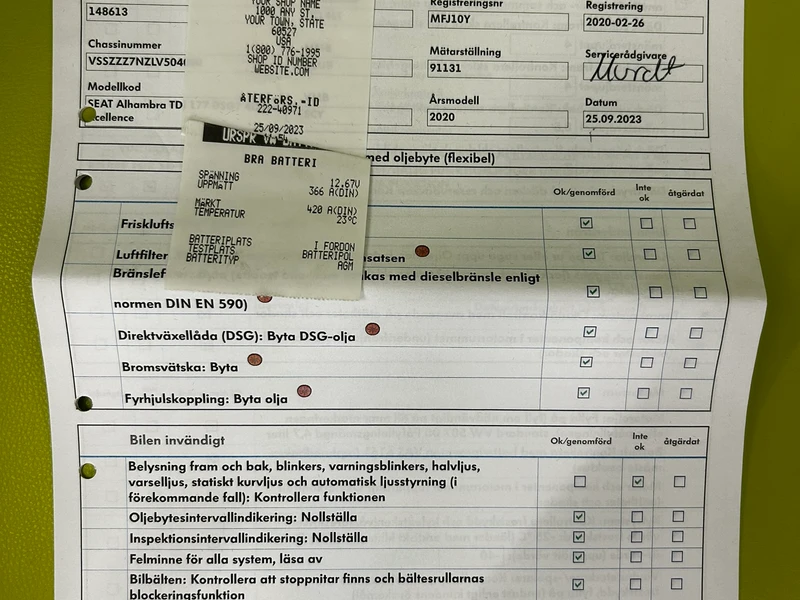 YOUR SHOP NAME
1000 ANY ST.
YOUR TOWN, STATE
60527
USA
1(800) 776-1995
SHOP ID NUMBER
WEBSITE.COM
ÅTERFÖRS.-ID
222-40971
25/09/2023
BRA BATTERI
SPÄNNING 12.67V
UPPMÄTT 366 A(DIN)
MÄRKT 420 A(DIN)
TEMPERATUR 23°C
BATTERIPLATS I FORDON
TESTPLATS BATTERIPOL
BATTERITYP AGM
148613
Registreringsnr
MFJ10Y
Registrering
2020-02-26
Chassinummer
VSSZZZ7NZLV504
Mätarställning
91131
Servicerådgivare
Modellkod
SEAT Alhambra TD
Årsmodell
2020
Datum
25.09.2023
med oljebyte (flexibel)
Ok/genomförd Inte ok åtgärdat
Frisklufts
Luftfilter nsatsen
Bränslef kas med dieselbränsle enligt
normen DIN EN 590)
Direktväxellåda (DSG): Byta DSG-olja
Bromsvätska: Byta
Fyrhjulskoppling: Byta olja
Bilen invändigt Ok/genomförd Inte ok åtgärdat
Belysning fram och bak, blinkers, varningsblinkers, halvljus,
varselljus, statiskt kurvljus och automatisk ljusstyrning (i
förekommande fall): Kontrollera funktionen
Oljebytesintervallindikering: Nollställa
Inspektionsintervallindikering: Nollställa
Felminne för alla system, läsa av
Bilbälten: Kontrollera att stoppnitar finns och bältesrullarnas
blockeringsfunktion